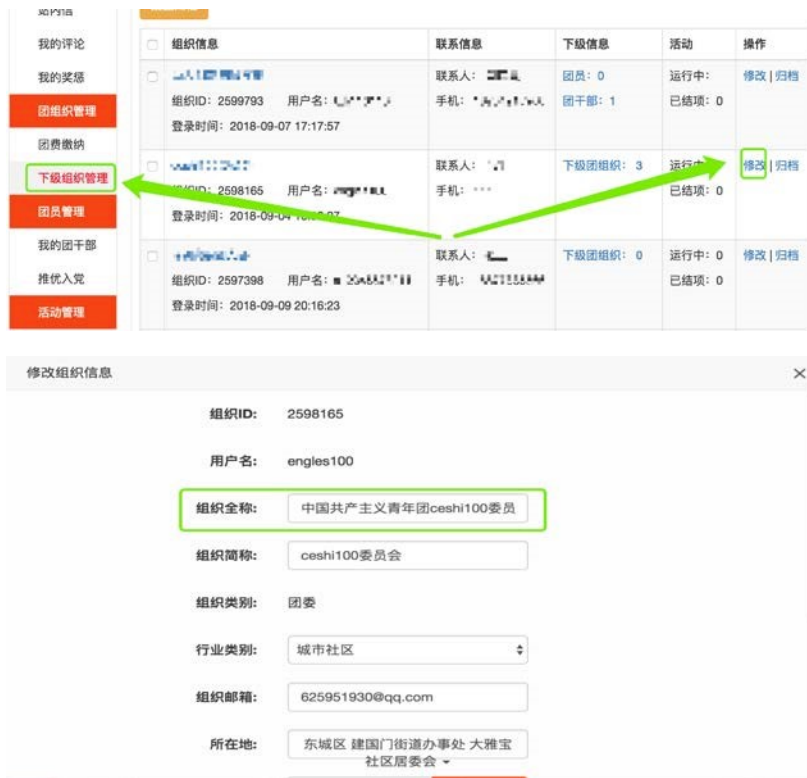 站内信
我的评论
我的奖惩
团组织管理
团费缴纳
下级组织管理
团员管理
我的团干部
推优入党
活动管理
组织信息 联系信息 下级信息 活动 操作
联系人: 团员: 0 运行中: 修改 | 归档
组织ID: 2599793 用户名: 手机: 团干部: 1 已结项: 0
登录时间: 2018-09-07 17:17:57
联系人: 下级团组织: 3 修改 | 归档
组织ID: 2598165 用户名: 手机: 已结项: 0
登录时间: 2018-09-04
联系人: 下级团组织: 0 运行中: 0 修改 | 归档
组织ID: 2597398 用户名: 手机: 已结项: 0
登录时间: 2018-09-09 20:16:23
修改组织信息 ×
组织ID: 2598165
用户名: engles100
组织全称: 中国共产主义青年团ceshi100委员
组织简称: ceshi100委员会
组织类别: 团委
行业类别: 城市社区
组织邮箱: 625951930@qq.com
所在地: 东城区 建国门街道办事处 大雅宝
社区居委会